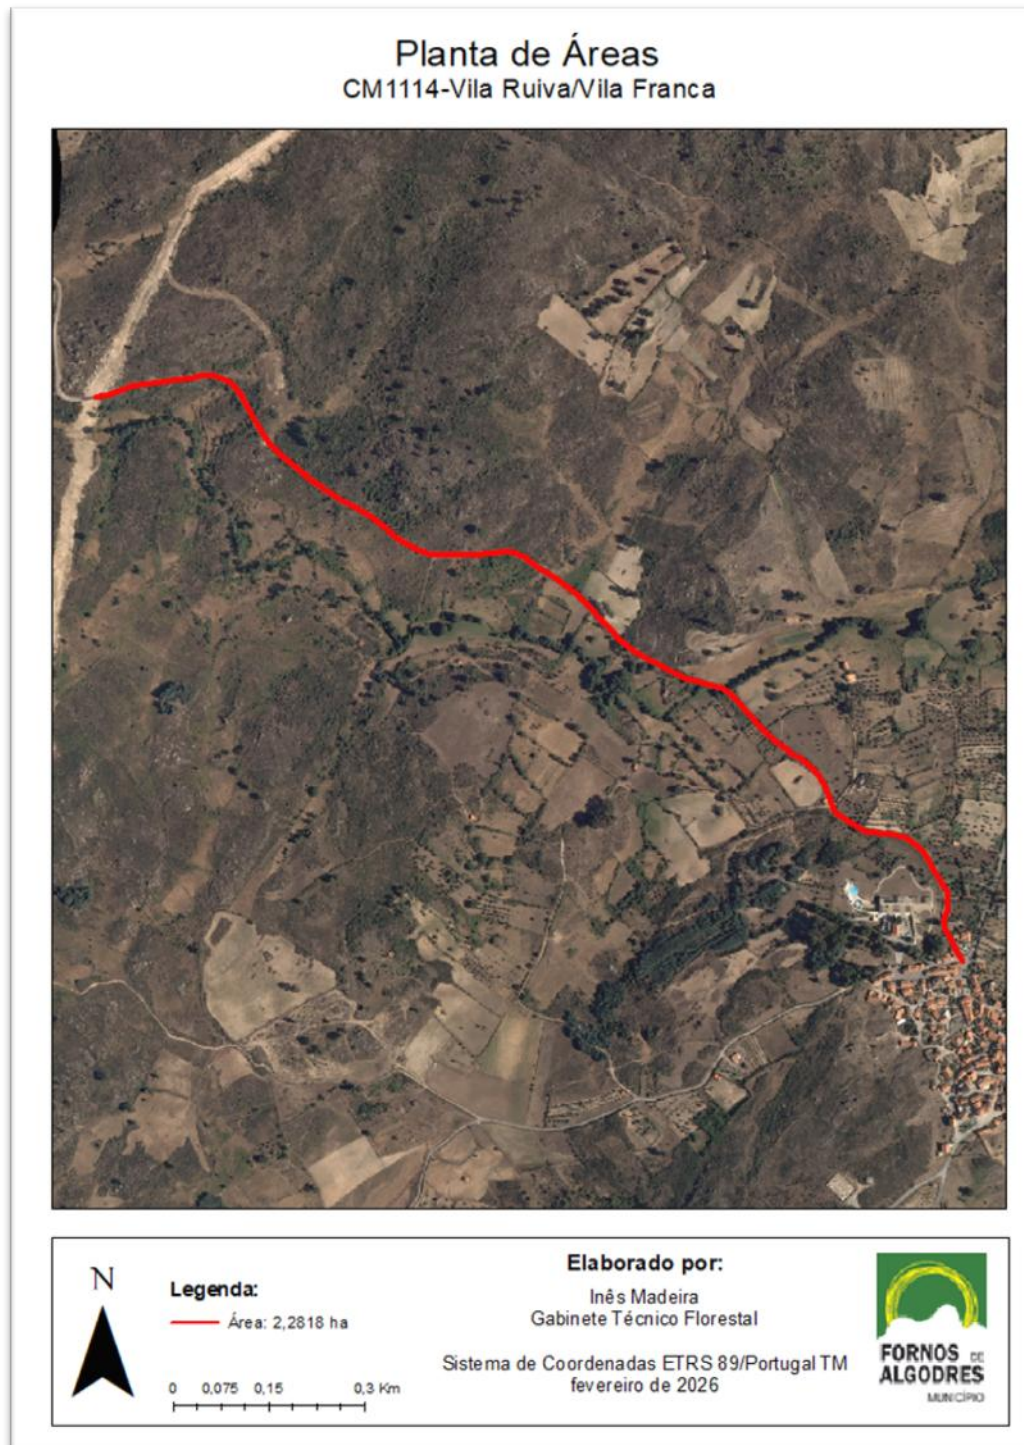 Planta de Áreas
CM1114-Vila Ruiva/Vila Franca
N
Legenda:
Área: 2,2818 ha
0 0,075 0,15 0,3 Km
Elaborado por:
Inês Madeira
Gabinete Técnico Florestal
Sistema de Coordenadas ETRS 89/Portugal TM
fevereiro de 2026
FORNOS DE
ALGODRES
MUNICÍPIO